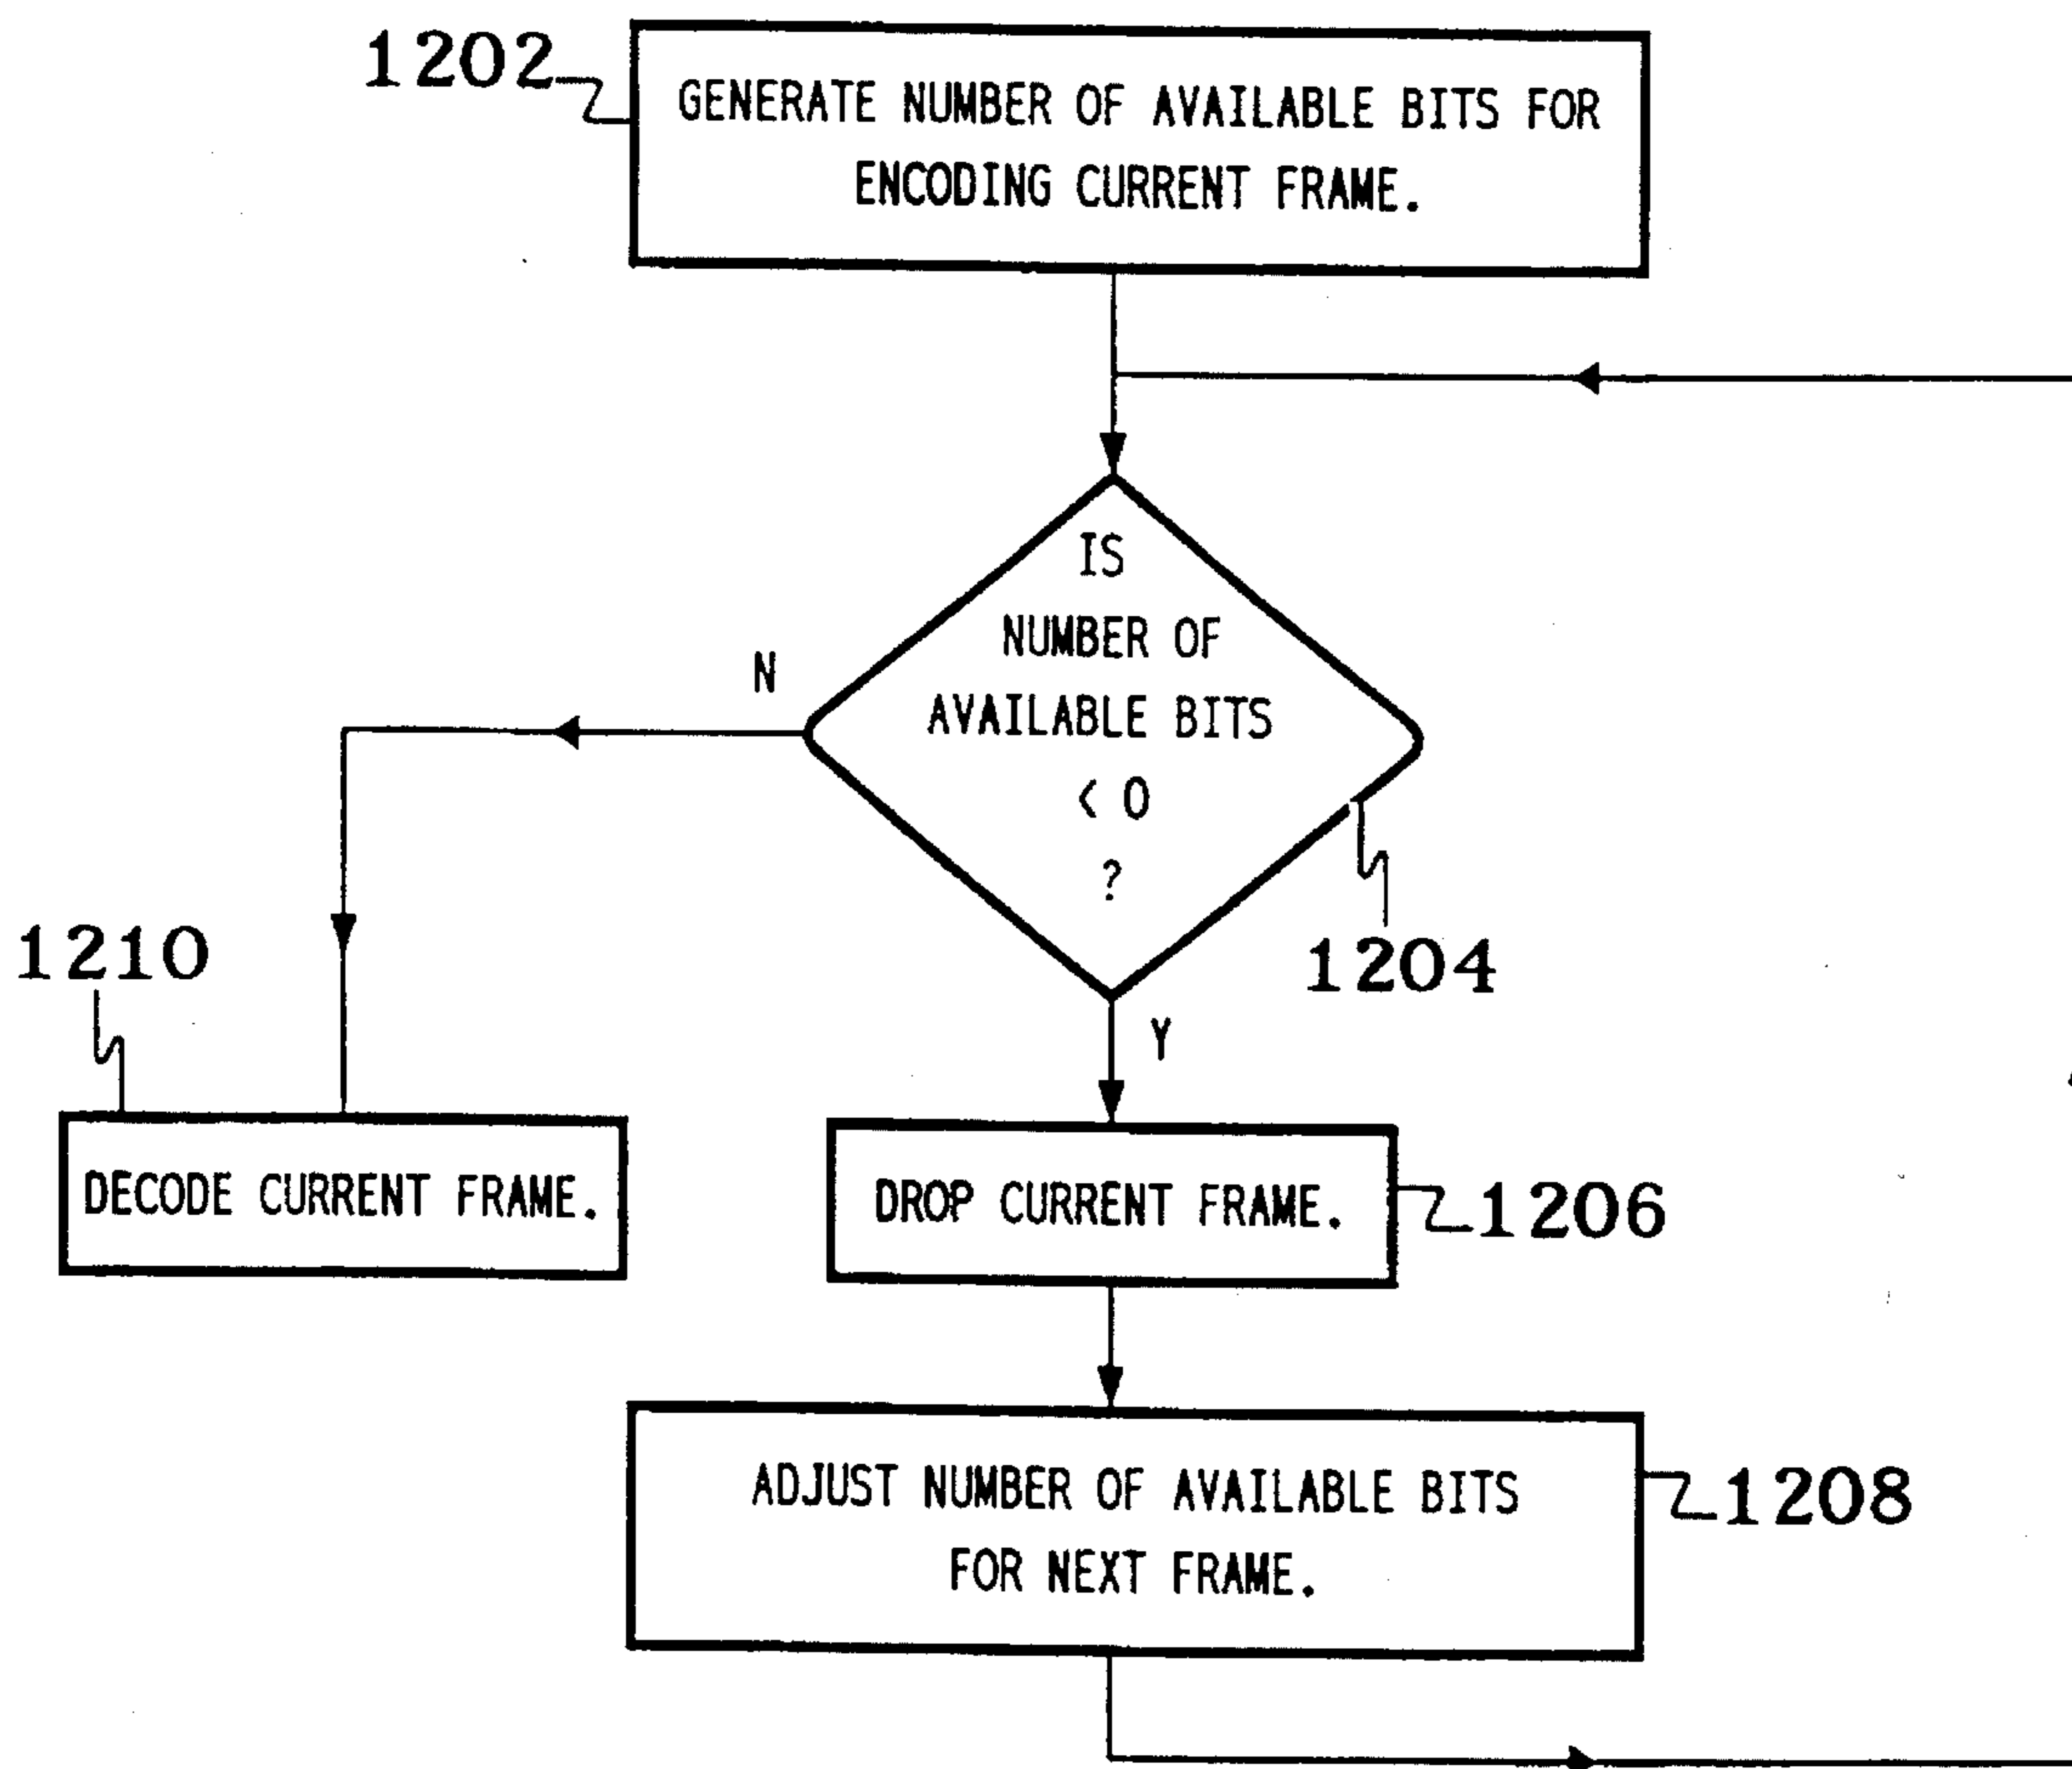 1202
GENERATE NUMBER OF AVAILABLE BITS FOR
ENCODING CURRENT FRAME.
IS
NUMBER OF
AVAILABLE BITS
< 0
?
N
1204
1210
Y
DECODE CURRENT FRAME.
DROP CURRENT FRAME.
1206
ADJUST NUMBER OF AVAILABLE BITS
FOR NEXT FRAME.
1208